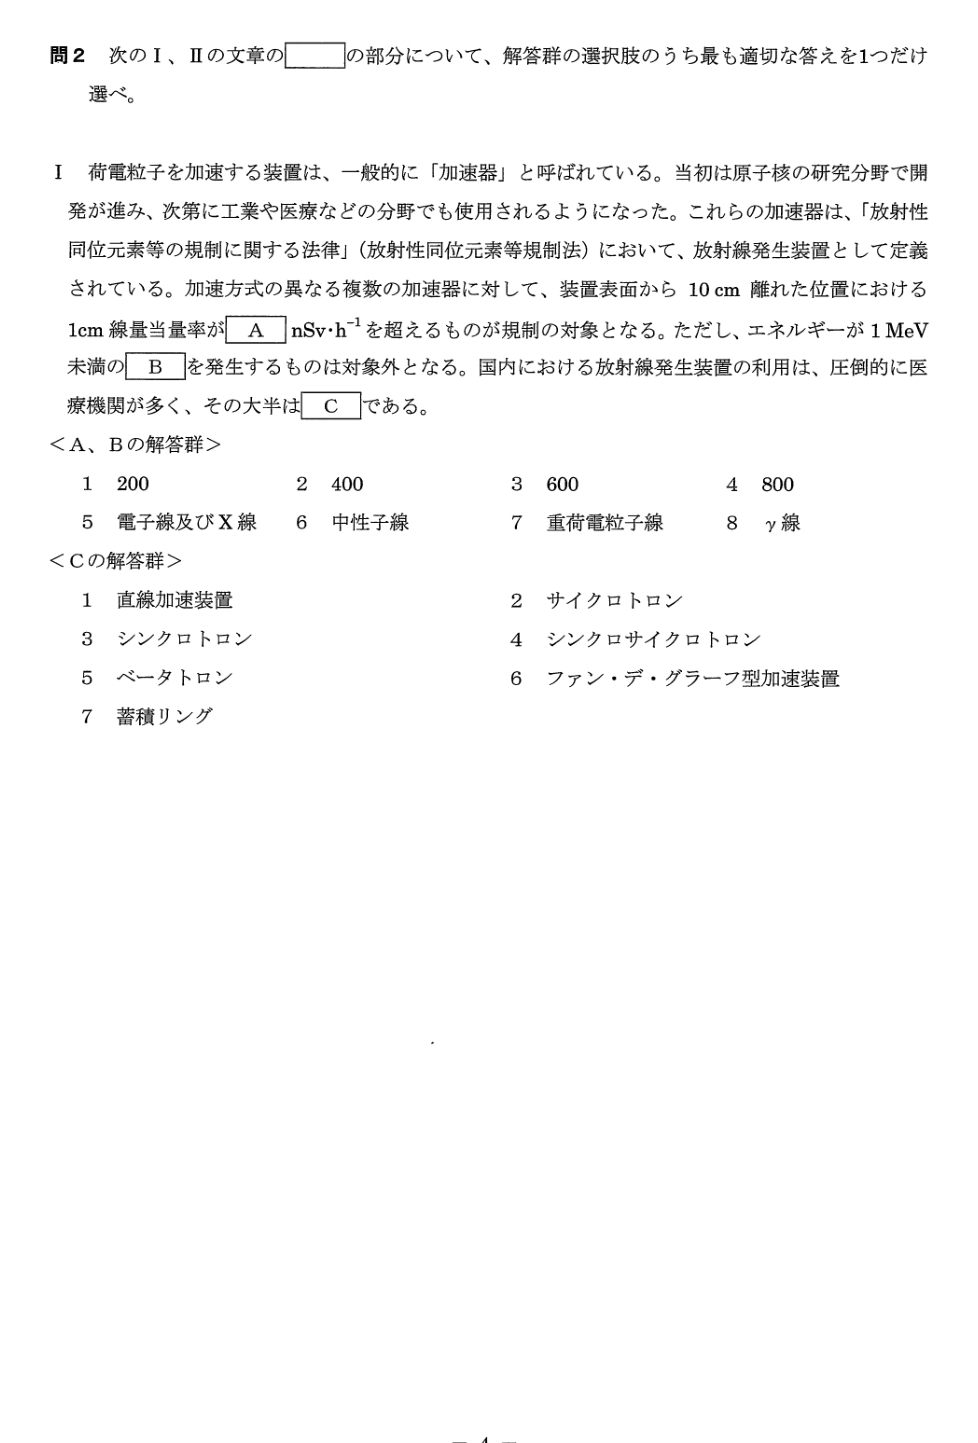 問2 次のⅠ、Ⅱの文章の　　　の部分について、解答群の選択肢のうち最も適切な答えを1つだけ
選べ。
Ⅰ 荷電粒子を加速する装置は、一般的に「加速器」と呼ばれている。当初は原子核の研究分野で開
発が進み、次第に工業や医療などの分野でも使用されるようになった。これらの加速器は、「放射性
同位元素等の規制に関する法律」（放射性同位元素等規制法）において、放射線発生装置として定義
されている。加速方式の異なる複数の加速器に対して、装置表面から 10 cm 離れた位置における
1cm 線量当量率が A nSv·h⁻¹を超えるものが規制の対象となる。ただし、エネルギーが 1 MeV
未満の B を発生するものは対象外となる。国内における放射線発生装置の利用は、圧倒的に医
療機関が多く、その大半は C である。
＜A、Bの解答群＞
1 200 2 400 3 600 4 800
5 電子線及びX線 6 中性子線 7 重荷電粒子線 8 γ線
＜Cの解答群＞
1 直線加速装置 2 サイクロトロン
3 シンクロトロン 4 シンクロサイクロトロン
5 ベータトロン 6 ファン・デ・グラーフ型加速装置
7 蓄積リング
— 4 —